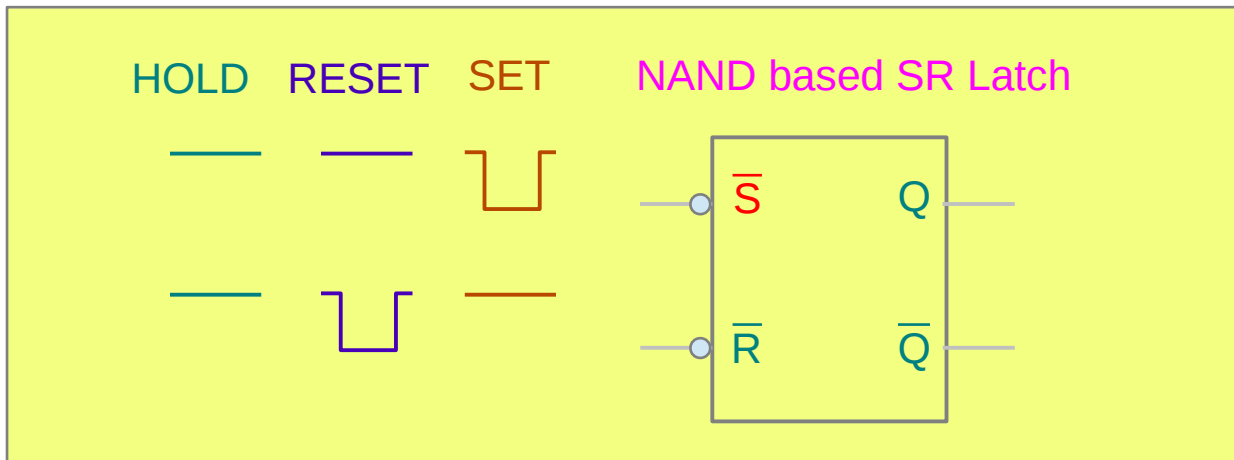 HOLD RESET SET NAND based SR Latch
S̅ Q
R̅ Q̅